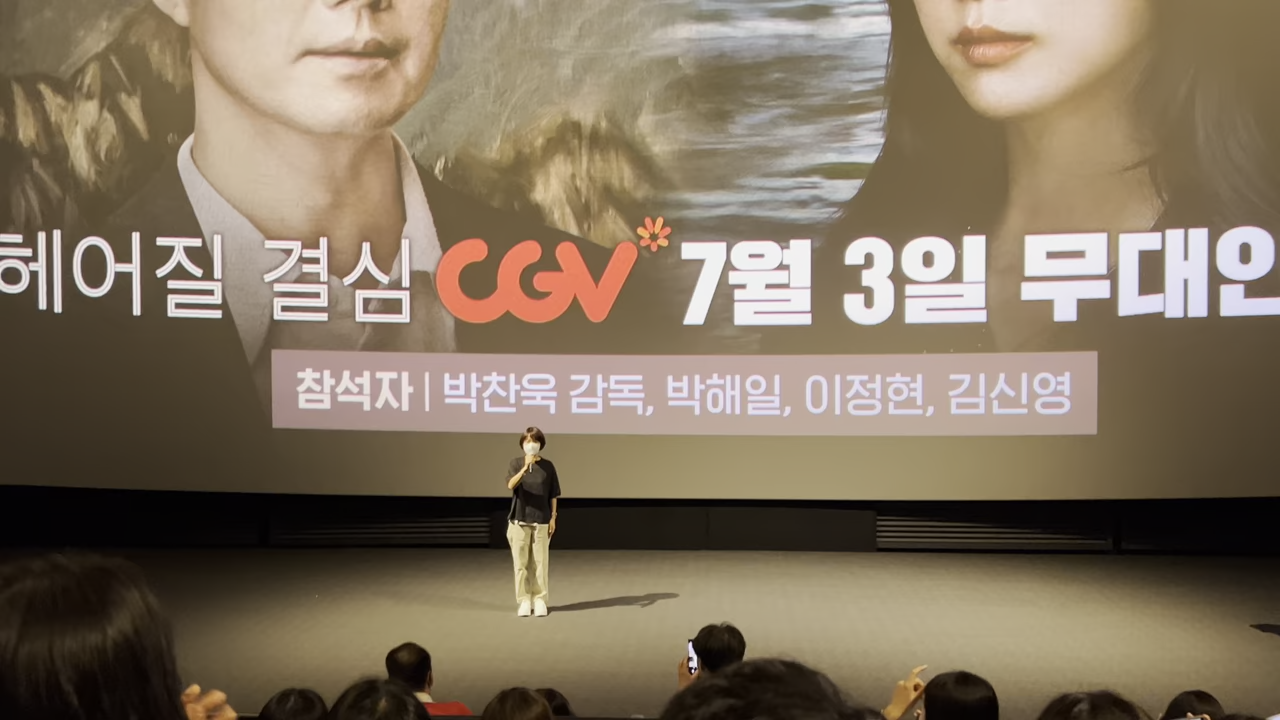 헤어질 결심 CGV 7월 3일 무대인
참석자 | 박찬욱 감독, 박해일, 이정현, 김신영